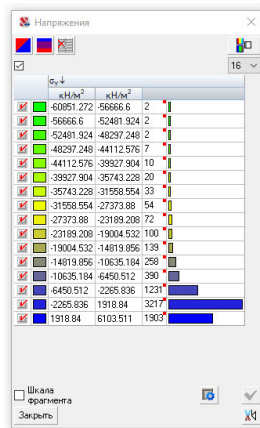 Напряжения
16
σy↓
кН/м² кН/м²
-60851.272 -56666.6 2
-56666.6 -52481.924 2
-52481.924 -48297.248 2
-48297.248 -44112.576 7
-44112.576 -39927.904 10
-39927.904 -35743.228 20
-35743.228 -31558.554 33
-31558.554 -27373.88 54
-27373.88 -23189.208 72
-23189.208 -19004.532 100
-19004.532 -14819.856 139
-14819.856 -10635.184 258
-10635.184 -6450.512 390
-6450.512 -2265.836 1231
-2265.836 1918.84 3217
1918.84 6103.511 1903
Шкала
фрагмента
Закрыть